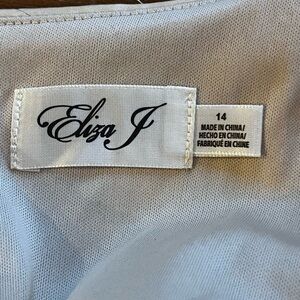 Eliza J
14
MADE IN CHINA/
HECHO EN CHINA/
FABRIQUÉ EN CHINE